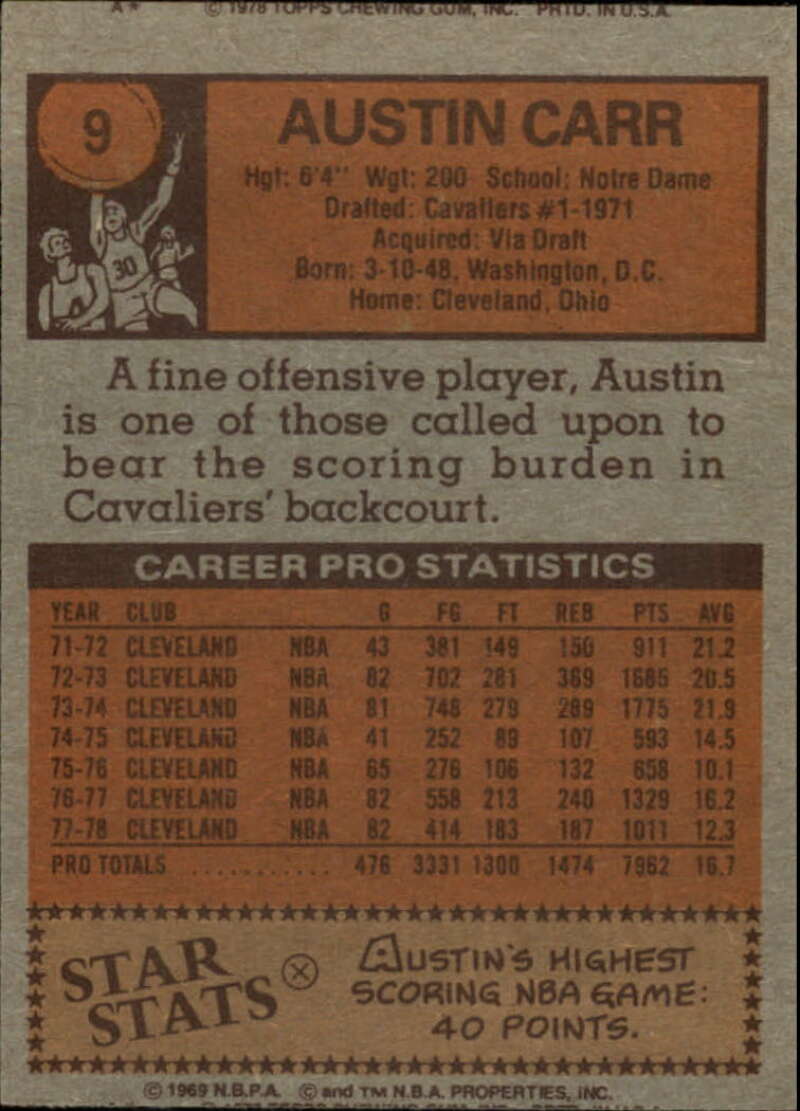 A* © 1978 TOPPS CHEWING GUM, INC. PRTD. IN U.S.A.
9
30
AUSTIN CARR
Hgt: 6'4" Wgt: 200 School: Notre Dame
Drafted: Cavaliers #1-1971
Acquired: Via Draft
Born: 3-10-48, Washington, D.C.
Home: Cleveland, Ohio
A fine offensive player, Austin
is one of those called upon to
bear the scoring burden in
Cavaliers' backcourt.
CAREER PRO STATISTICS
YEAR CLUB G FG FT REB PTS AVG
71-72 CLEVELAND NBA 43 381 149 150 911 21.2
72-73 CLEVELAND NBA 82 702 281 369 1685 20.5
73-74 CLEVELAND NBA 81 748 279 289 1775 21.9
74-75 CLEVELAND NBA 41 252 89 107 593 14.5
75-76 CLEVELAND NBA 65 276 106 132 658 10.1
76-77 CLEVELAND NBA 82 558 213 240 1329 16.2
77-78 CLEVELAND NBA 82 414 183 187 1011 12.3
PRO TOTALS ............ 476 3331 1300 1474 7962 16.7
STAR
STATS
AUSTIN'S HIGHEST
SCORING NBA GAME:
40 POINTS.
© 1969 N.B.P.A. © and TM N.B.A. PROPERTIES, INC.